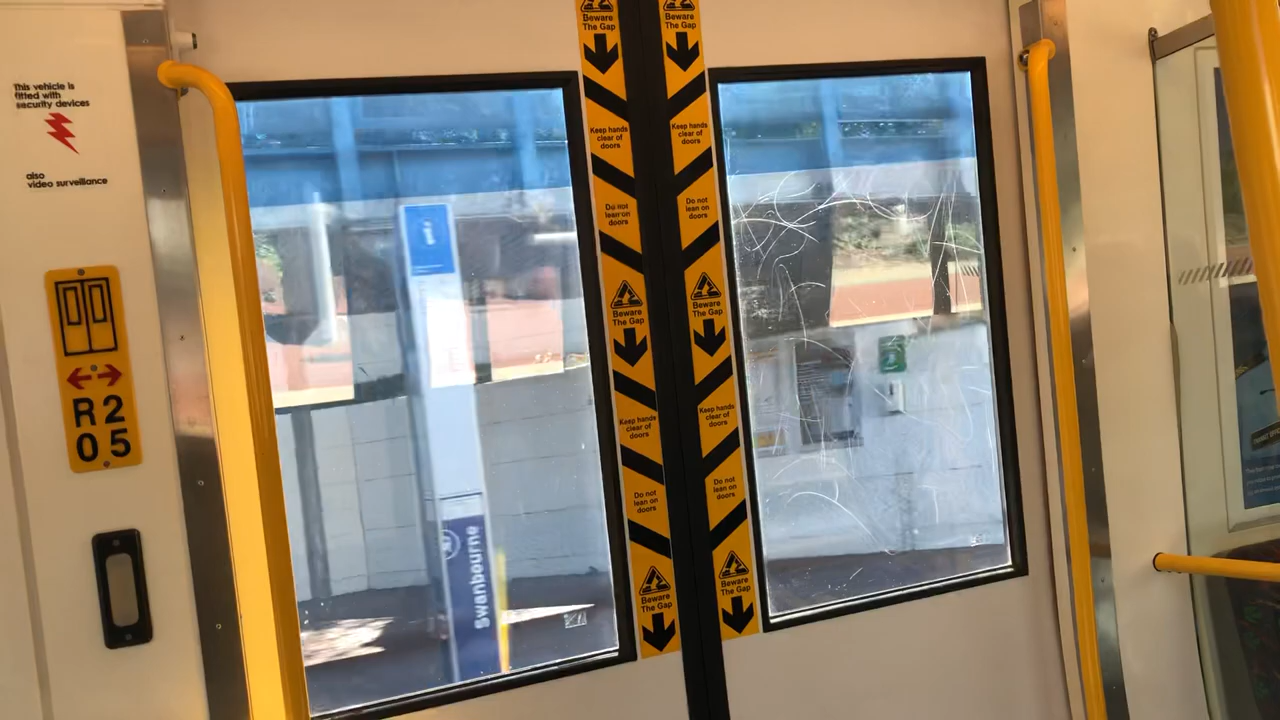 This vehicle is
fitted with
security devices
also
video surveillance
R 2
0 5
Beware
The Gap
Keep hands
clear of
doors
Do not
lean on
doors
Beware
The Gap
Keep hands
clear of
doors
Do not
lean on
doors
Beware
The Gap
Beware
The Gap
Keep hands
clear of
doors
Do not
lean on
doors
Beware
The Gap
Keep hands
clear of
doors
Do not
lean on
doors
Beware
The Gap
i
Swanbourne